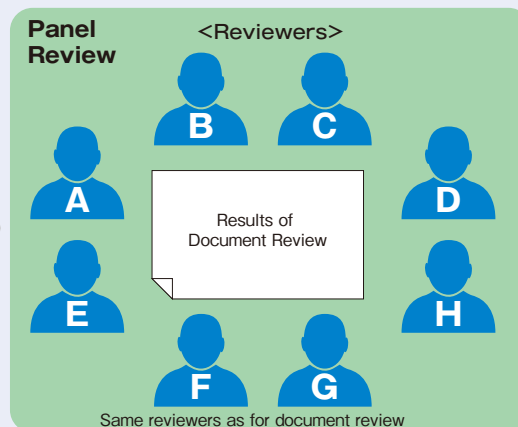 Panel
Review
<Reviewers>
B
C
A
D
Results of
Document Review
E
H
F
G
Same reviewers as for document review